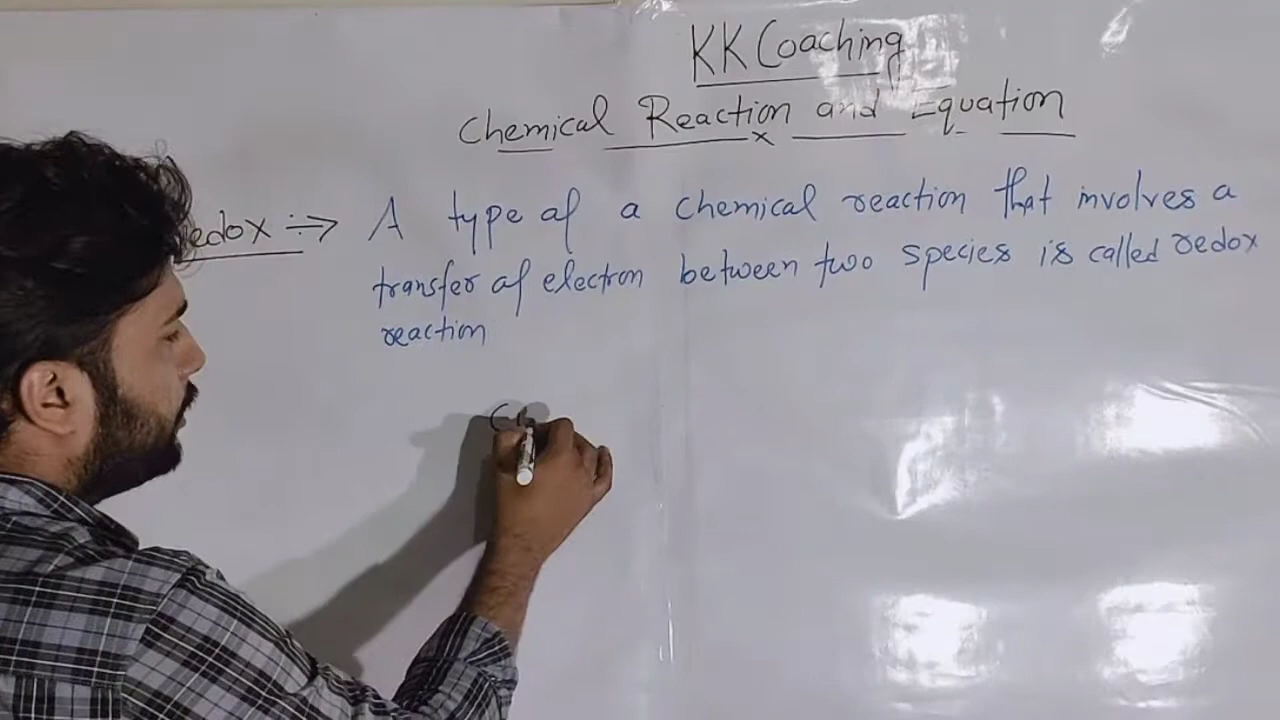 KK Coaching
Chemical Reaction and Equation
Redox ÷> A type of a chemical reaction that involves a
transfer of electron between two species is called redox
reaction